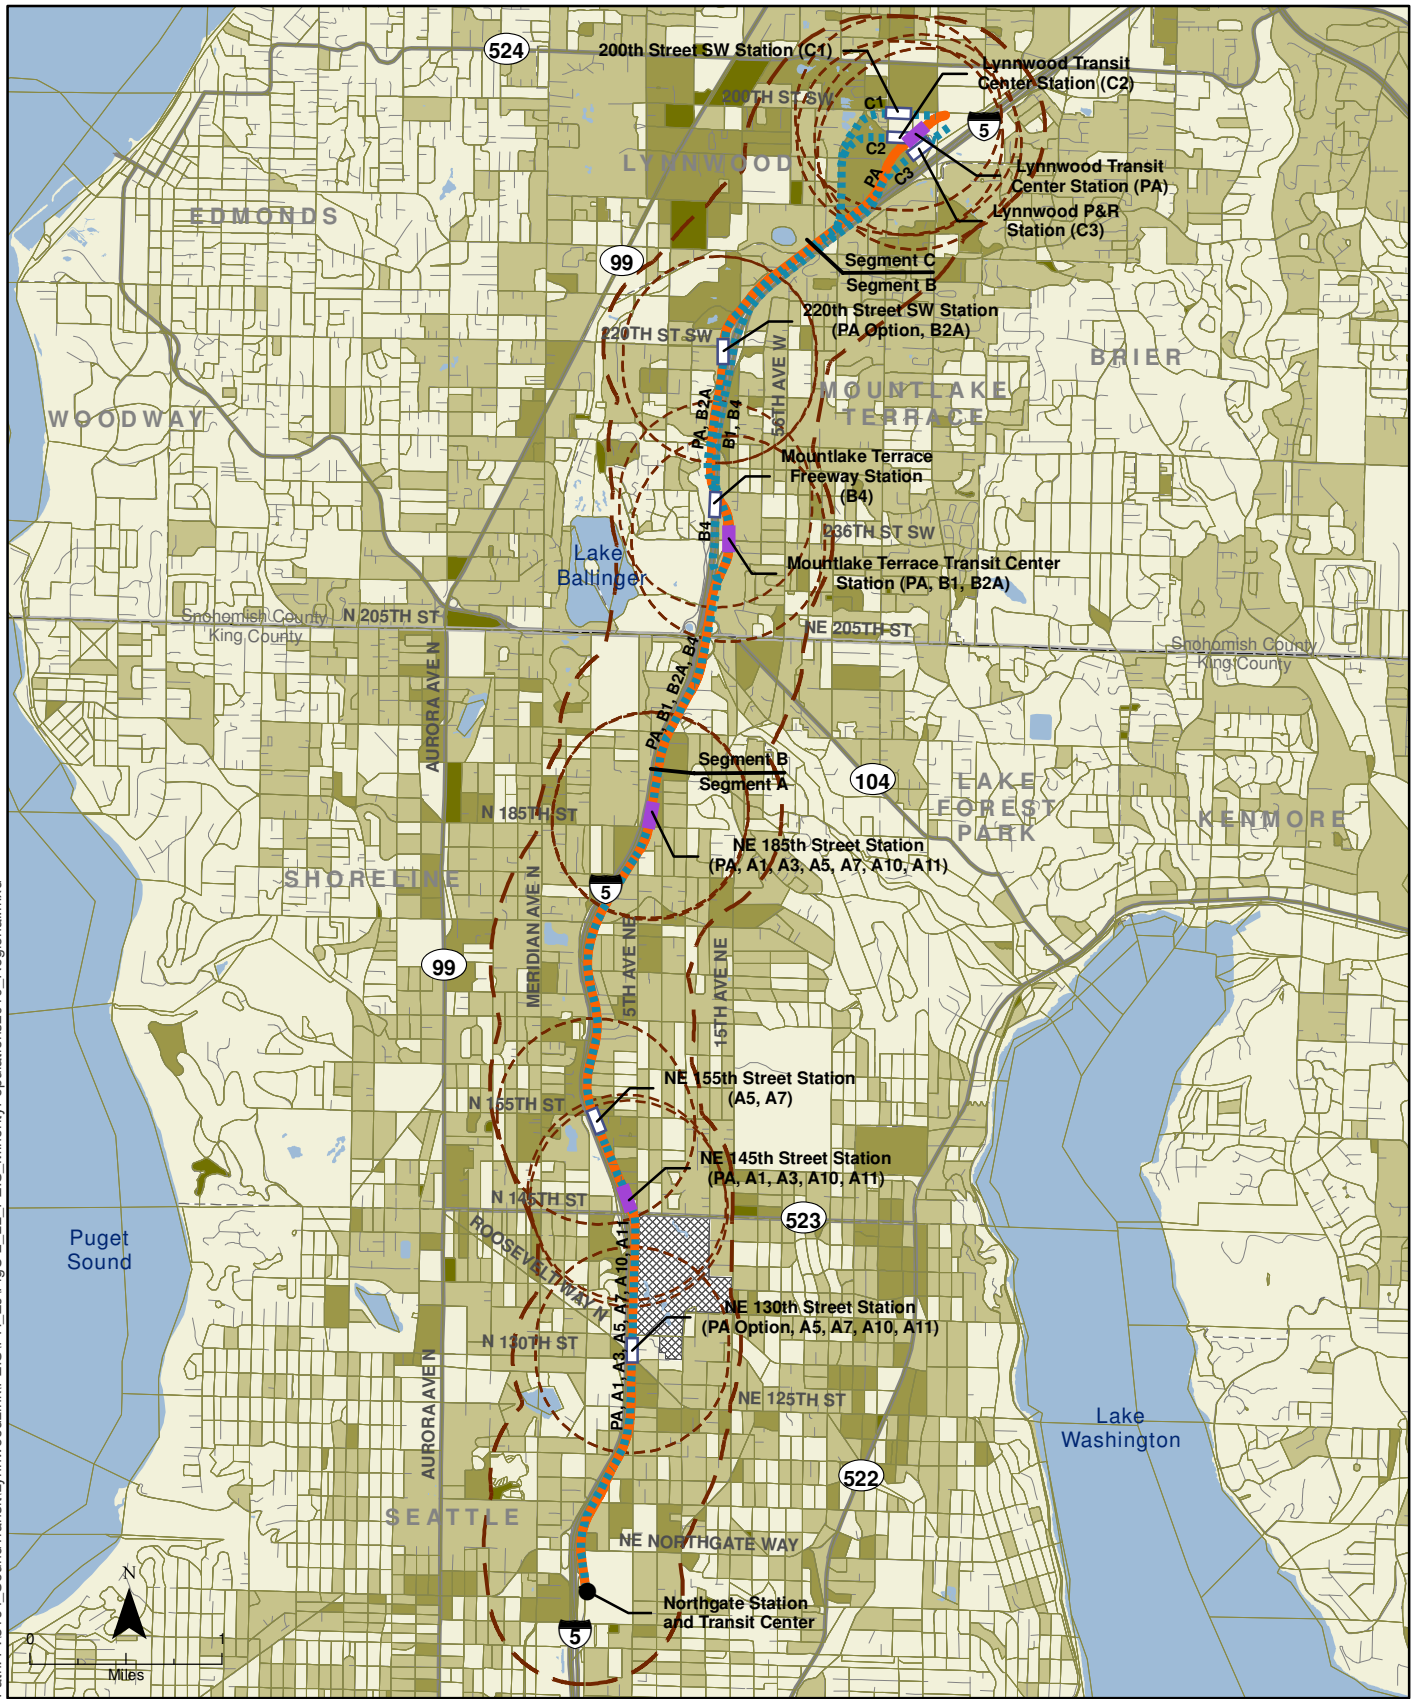 524
200th Street SW Station (C1)
Lynnwood Transit
Center Station (C2)
200TH ST SW
C1
5
C2
LYNNWOOD
PA
C3
Lynnwood Transit
Center Station (PA)
EDMONDS
Lynnwood P&R
Station (C3)
99
Segment C
Segment B
220th Street SW Station
(PA Option, B2A)
220TH ST SW
56TH AVE W
BRIER
MOUNTLAKE
TERRACE
WOODWAY
PA, B2A
B1, B4
Mountlake Terrace
Freeway Station
(B4)
B4
236TH ST SW
Lake
Ballinger
Mountlake Terrace Transit Center
Station (PA, B1, B2A)
Snohomish County
King County
N 205TH ST
NE 205TH ST
Snohomish County
King County
AURORA AVE N
PA, B1, B2A, B4
Segment B
Segment A
104
LAKE
FOREST
PARK
KENMORE
N 185TH ST
NE 185th Street Station
(PA, A1, A3, A5, A7, A10, A11)
SHORELINE
5
MERIDIAN AVE N
5TH AVE NE
15TH AVE NE
99
NE 155th Street Station
(A5, A7)
N 155TH ST
NE 145th Street Station
(PA, A1, A3, A10, A11)
N 145TH ST
523
ROOSEVELT WAY N
Puget
Sound
PA, A1, A3, A5, A7, A10, A11
NE 130th Street Station
(PA Option, A5, A7, A10, A11)
N 130TH ST
AURORA AVE N
NE 125TH ST
Lake
Washington
522
SEATTLE
NE NORTHGATE WAY
N
Northgate Station
and Transit Center
5
0 1
Miles